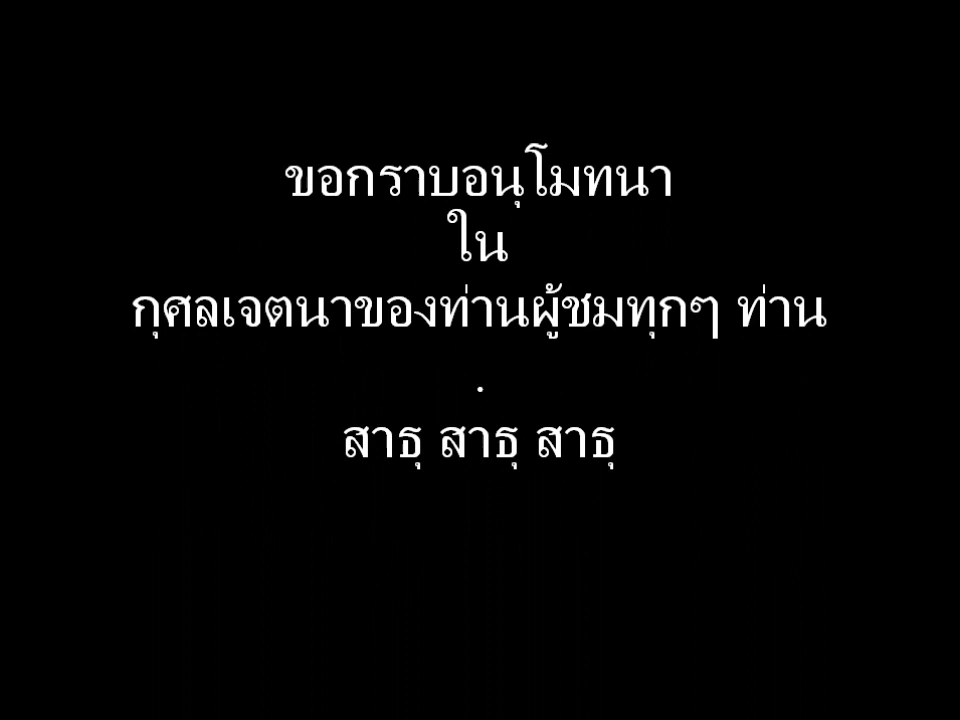 ขอกราบอนุโมทนา
ใน
กุศลเจตนาของท่านผู้ชมทุกๆ ท่าน
.
สาธุ สาธุ สาธุ